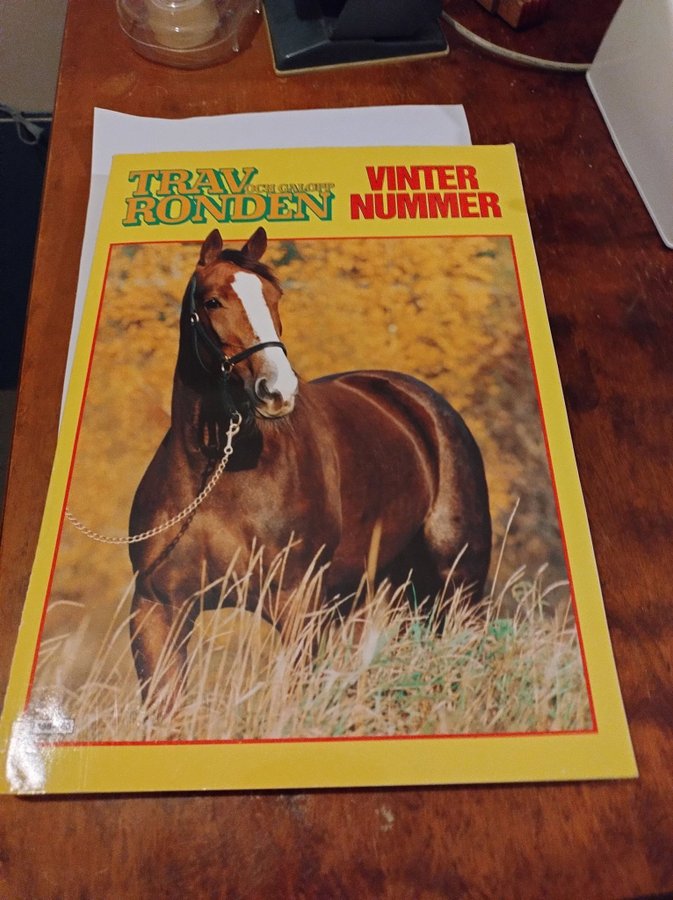 TRAV
OCH GALOPP
RONDEN
VINTER
NUMMER